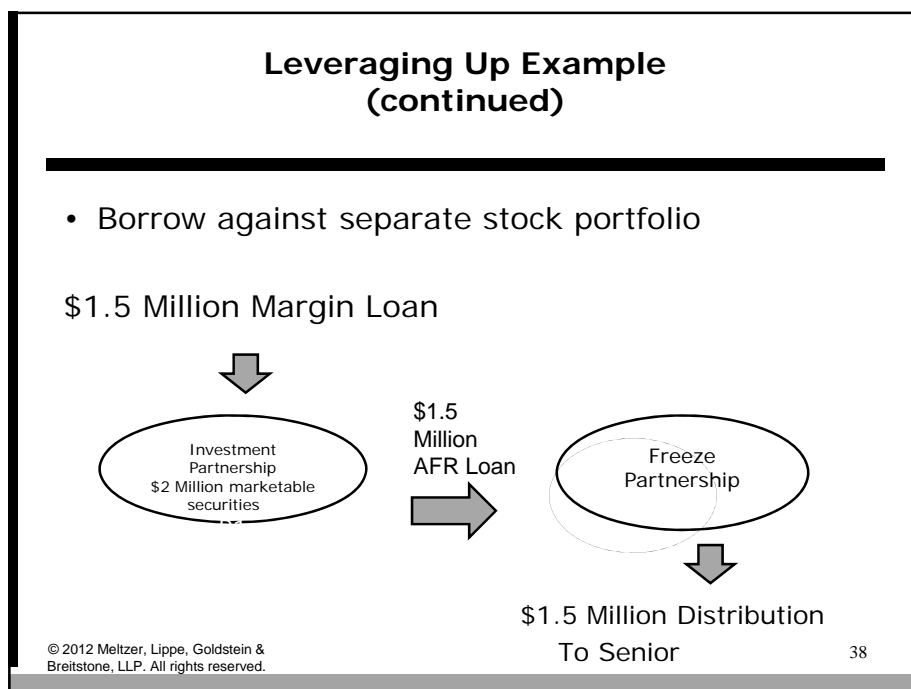 Leveraging Up Example
(continued)
• Borrow against separate stock portfolio
$1.5 Million Margin Loan
Investment
Partnership
$2 Million marketable
securities
$1.5
Million
AFR Loan
Freeze
Partnership
$1.5 Million Distribution
To Senior
© 2012 Meltzer, Lippe, Goldstein &
Breitstone, LLP. All rights reserved.
38